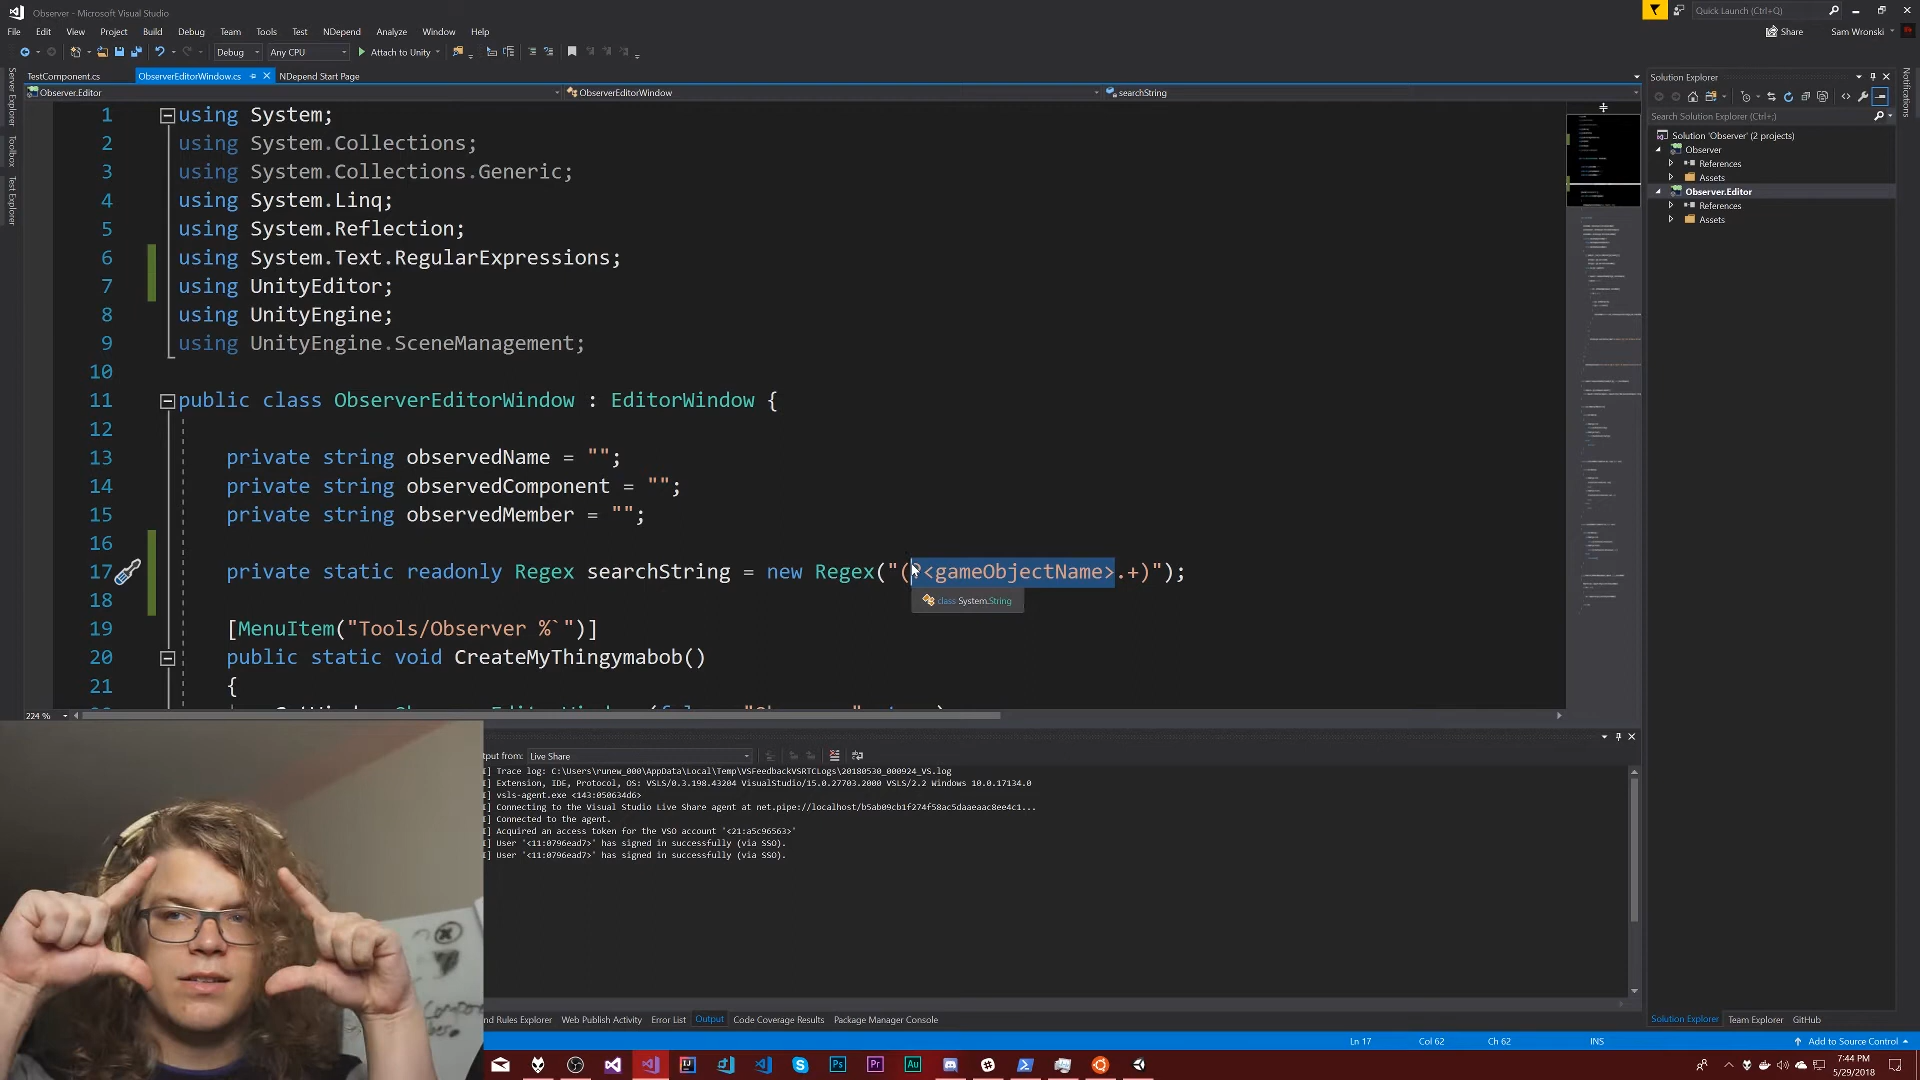 Observer - Microsoft Visual Studio
Quick Launch (Ctrl+Q)
File Edit View Project Build Debug Team Tools Test NDepend Analyze Window Help
Share Sam Wronski
Debug Any CPU Attach to Unity
TestComponent.cs ObserverEditorWindow.cs NDepend Start Page
Observer.Editor ObserverEditorWindow searchString
Server Explorer
Toolbox
Test Explorer
1 using System;
2 using System.Collections;
3 using System.Collections.Generic;
4 using System.Linq;
5 using System.Reflection;
6 using System.Text.RegularExpressions;
7 using UnityEditor;
8 using UnityEngine;
9 using UnityEngine.SceneManagement;
10
11 public class ObserverEditorWindow : EditorWindow {
12
13 private string observedName = "";
14 private string observedComponent = "";
15 private string observedMember = "";
16
17 private static readonly Regex searchString = new Regex("(?<gameObjectName>.+)");
class System.String
18
19 [MenuItem("Tools/Observer %`")]
20 public static void CreateMyThingymabob()
21 {
224 %
Solution Explorer
Search Solution Explorer (Ctrl+;)
Solution 'Observer' (2 projects)
Observer
References
Assets
Observer.Editor
References
Assets
Notifications
tput from: Live Share
] Trace log: C:\Users\runew_000\AppData\Local\Temp\VSFeedbackVSRTCLogs\20180530_000924_VS.log
] Extension, IDE, Protocol, OS: VSLS/0.3.198.43204 VisualStudio/15.0.27703.2000 VSLS/2.2 Windows 10.0.17134.0
] vsls-agent.exe <143:050634d6>
] Connecting to the Visual Studio Live Share agent at net.pipe://localhost/b5ab09cb1f274f58ac5daaeaac8ee4c1...
] Connected to the agent.
] Acquired an access token for the VSO account '<21:a5c96563>'
] User '<11:0796ead7>' has signed in successfully (via SSO).
] User '<11:0796ead7>' has signed in successfully (via SSO).
nd Rules Explorer Web Publish Activity Error List Output Code Coverage Results Package Manager Console
Solution Explorer Team Explorer GitHub
Ln 17 Col 62 Ch 62 INS Add to Source Control
7:44 PM
5/29/2018